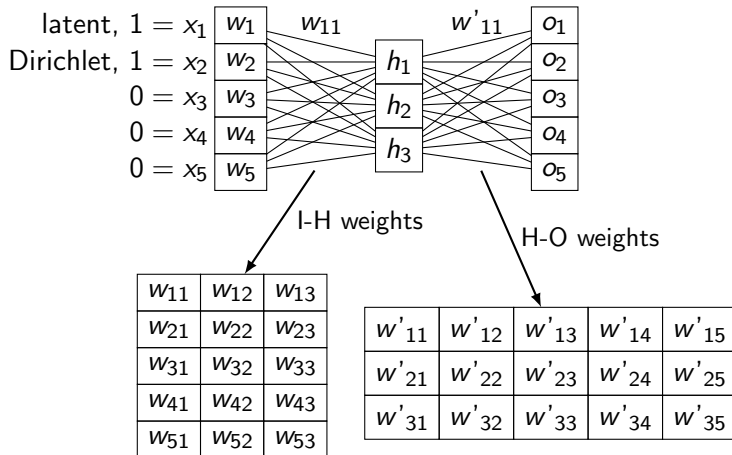 latent, 1 = x₁ w₁ w₁₁ w'₁₁ o₁
Dirichlet, 1 = x₂ w₂ h₁ o₂
0 = x₃ w₃ h₂ o₃
0 = x₄ w₄ h₃ o₄
0 = x₅ w₅ o₅
I-H weights
H-O weights
w₁₁ w₁₂ w₁₃
w₂₁ w₂₂ w₂₃
w₃₁ w₃₂ w₃₃
w₄₁ w₄₂ w₄₃
w₅₁ w₅₂ w₅₃
w'₁₁ w'₁₂ w'₁₃ w'₁₄ w'₁₅
w'₂₁ w'₂₂ w'₂₃ w'₂₄ w'₂₅
w'₃₁ w'₃₂ w'₃₃ w'₃₄ w'₃₅